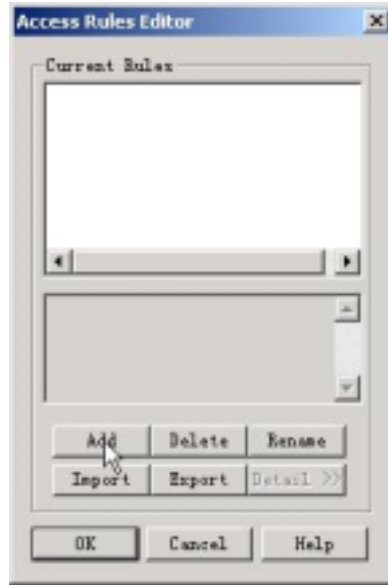 Access Rules Editor
Current Rules
Add Delete Rename
Import Export Detail >>
OK Cancel Help